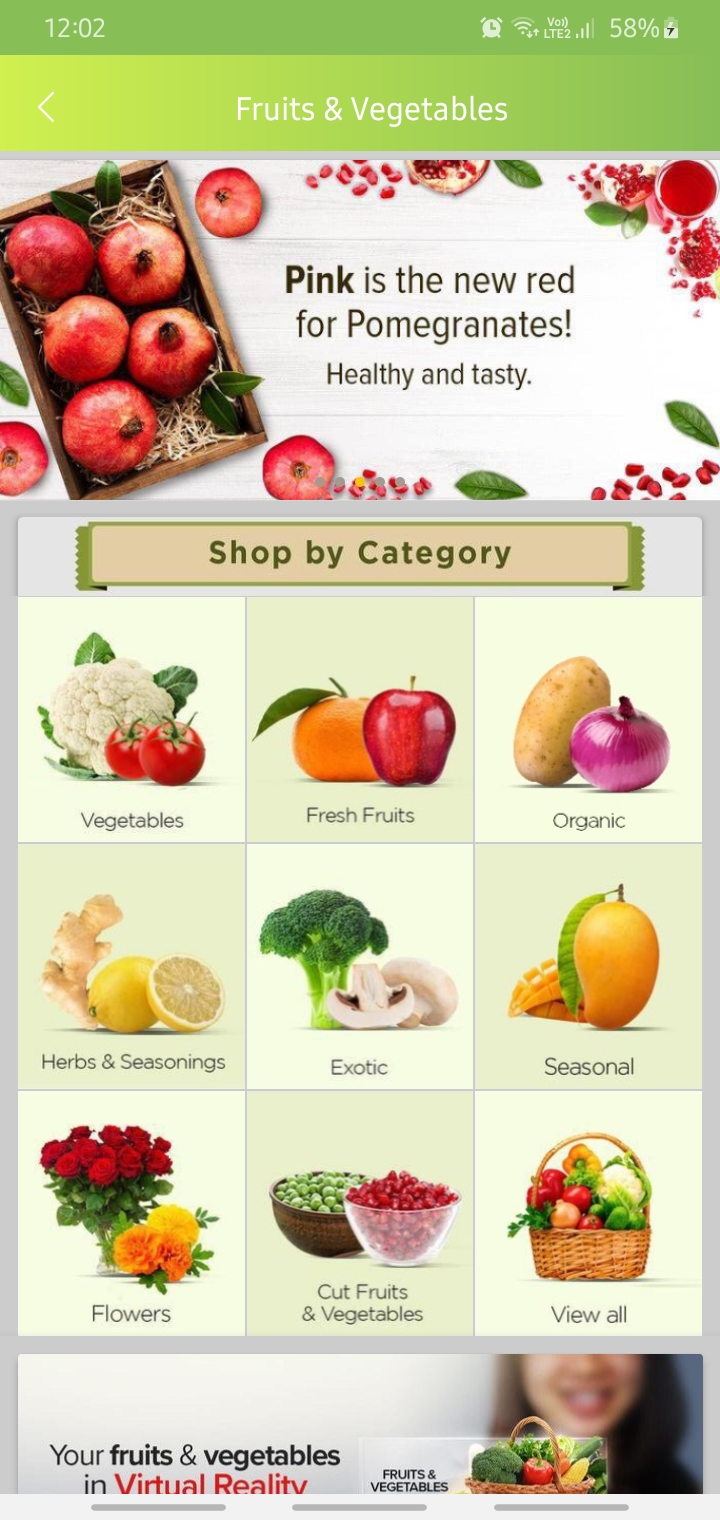 12:02
Vo))
LTE2
58%
Fruits & Vegetables
Pink is the new red
for Pomegranates!
Healthy and tasty.
Shop by Category
Vegetables
Fresh Fruits
Organic
Herbs & Seasonings
Exotic
Seasonal
Flowers
Cut Fruits
& Vegetables
View all
Your fruits & vegetables
in Virtual Reality
FRUITS &
VEGETABLES